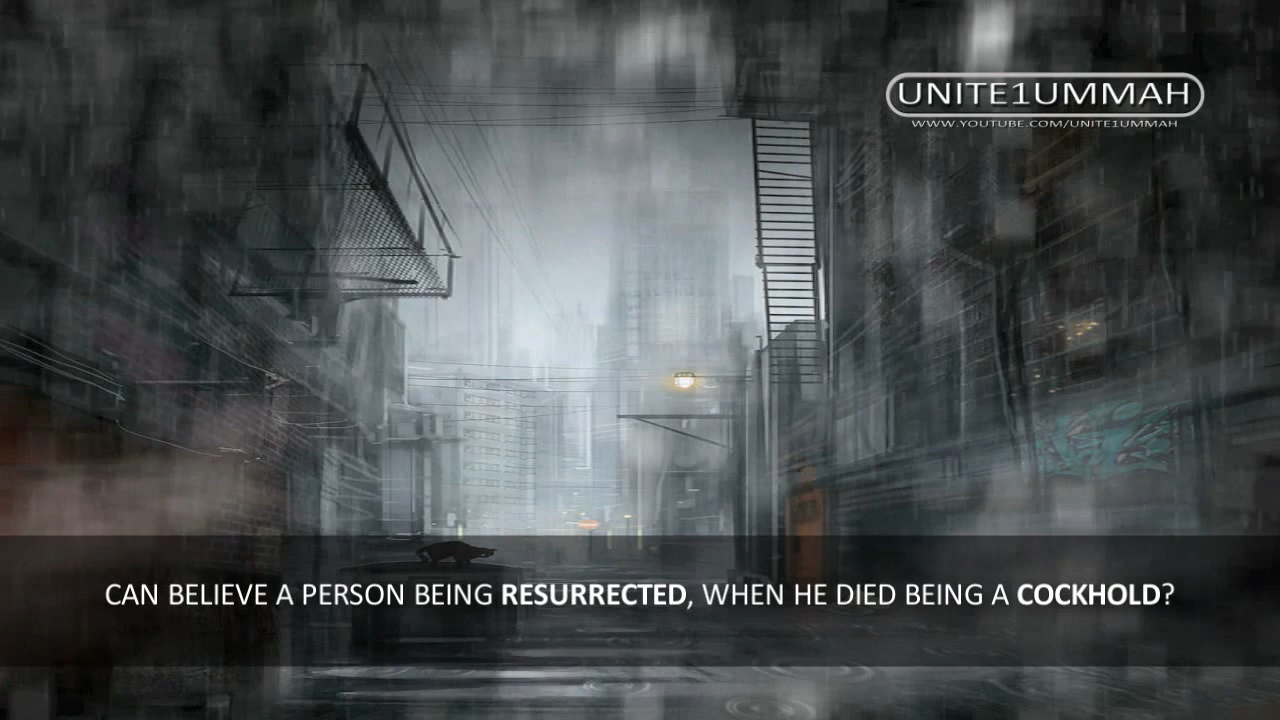 UNITE1UMMAH
WWW.YOUTUBE.COM/UNITE1UMMAH
CAN BELIEVE A PERSON BEING RESURRECTED, WHEN HE DIED BEING A COCKHOLD?